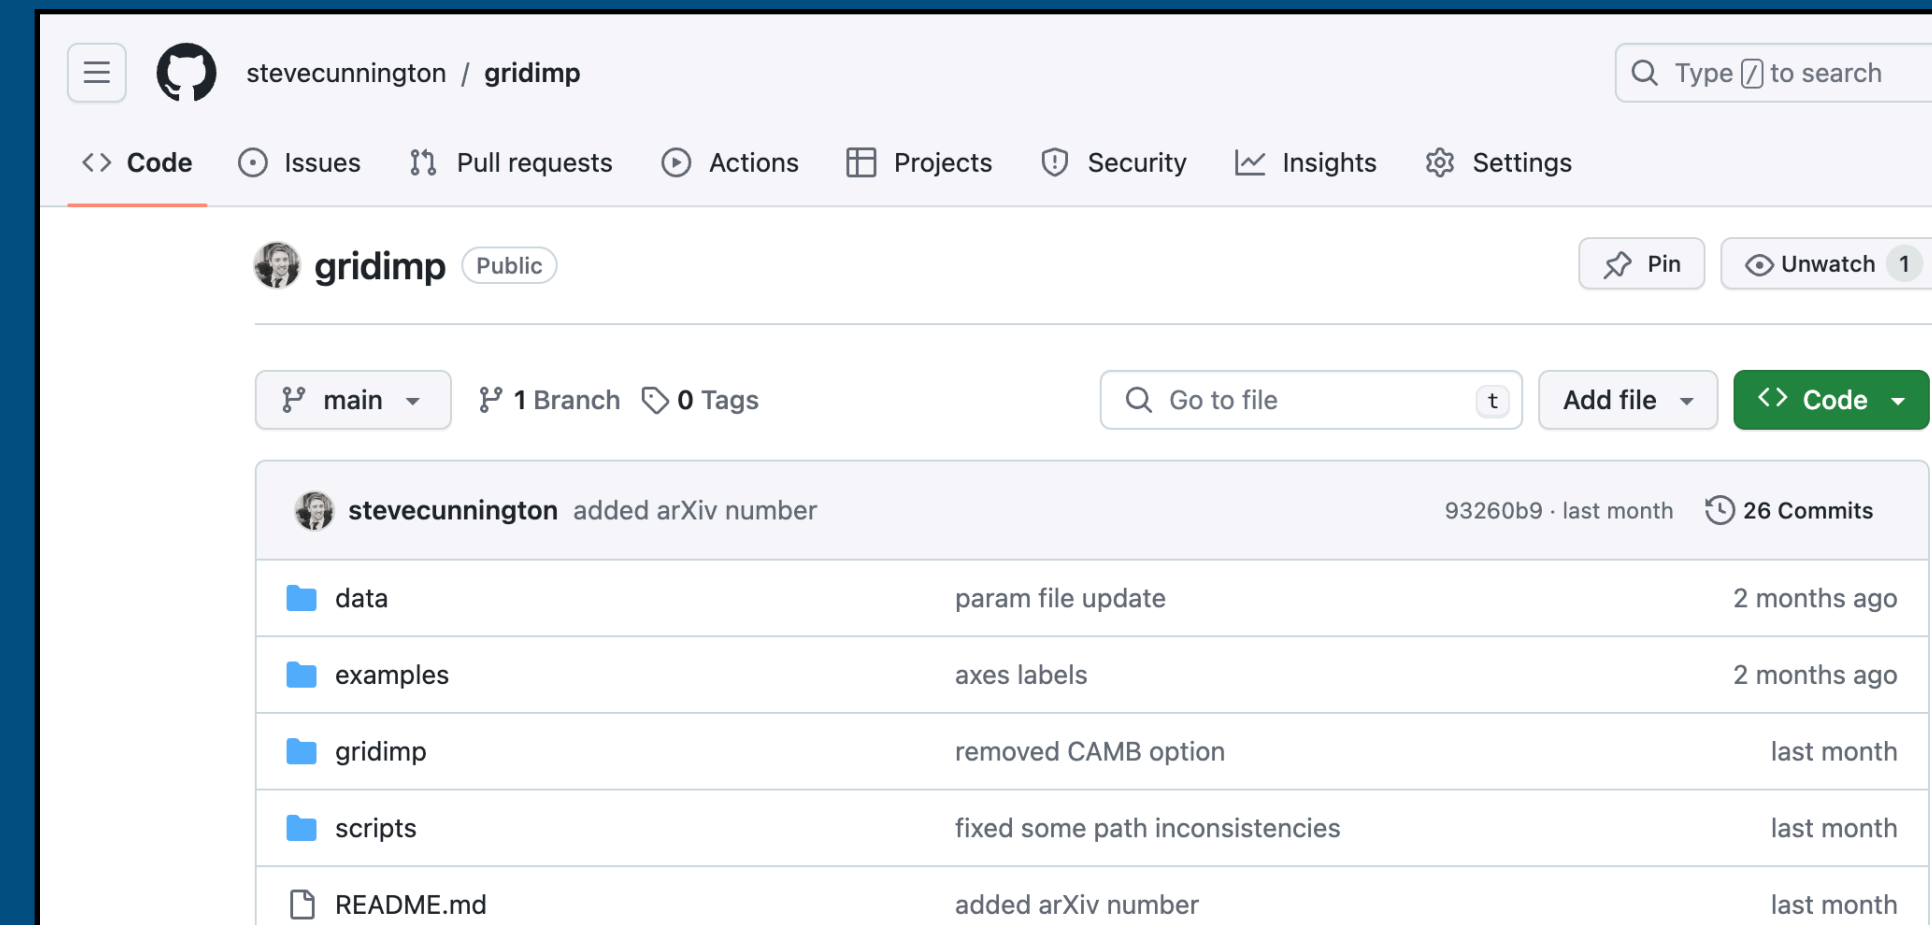 stevecunnington / gridimp
Type / to search
Code Issues Pull requests Actions Projects Security Insights Settings
gridimp Public
Pin Unwatch 1
main 1 Branch 0 Tags
Go to file t Add file Code
stevecunnington added arXiv number 93260b9 · last month 26 Commits
data param file update 2 months ago
examples axes labels 2 months ago
gridimp removed CAMB option last month
scripts fixed some path inconsistencies last month
README.md added arXiv number last month